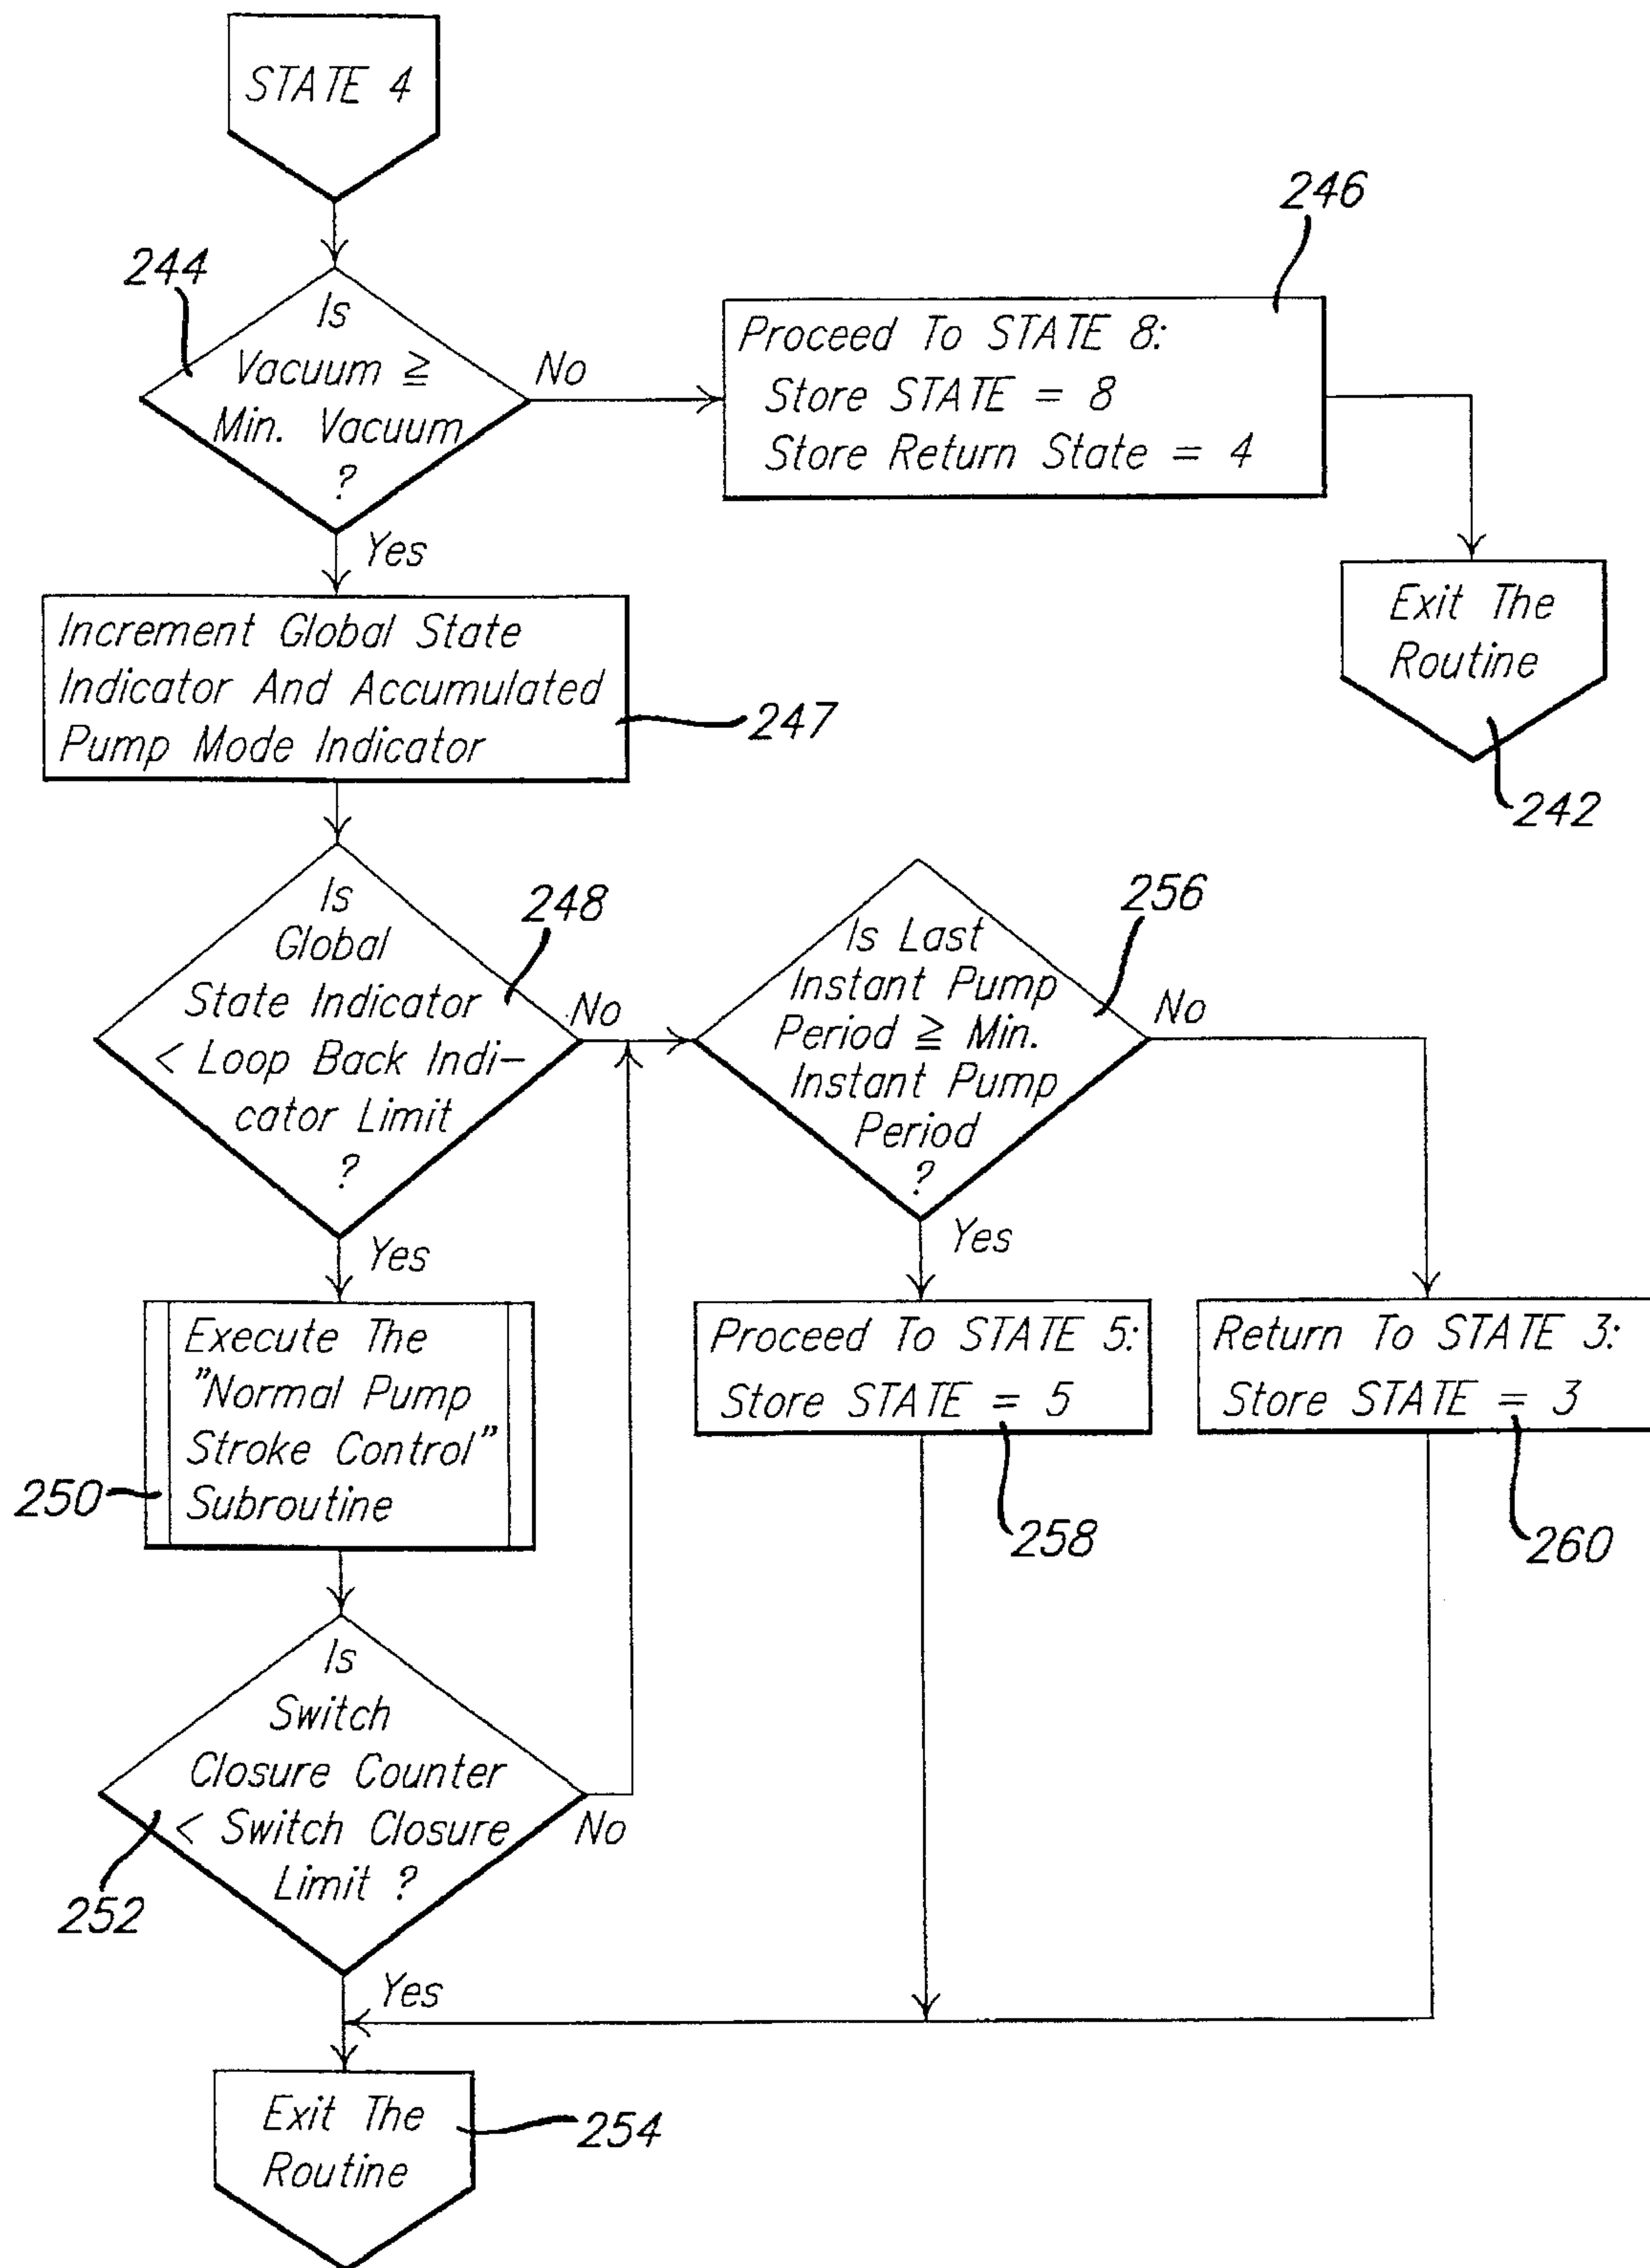 STATE 4
246
244
Is
Vacuum ≧
Min. Vacuum
?
No
Proceed To STATE 8:
Store STATE = 8
Store Return State = 4
Yes
Exit The
Routine
242
Increment Global State
Indicator And Accumulated
Pump Mode Indicator
247
Is
Global
State Indicator
< Loop Back Indi-
cator Limit
?
248
No
256
Is Last
Instant Pump
Period ≧ Min.
Instant Pump
Period
?
No
Yes
Yes
Execute The
"Normal Pump
Stroke Control"
Subroutine
250
Proceed To STATE 5:
Store STATE = 5
258
Return To STATE 3:
Store STATE = 3
260
Is
Switch
Closure Counter
< Switch Closure
Limit ?
No
252
Yes
Exit The
Routine
254